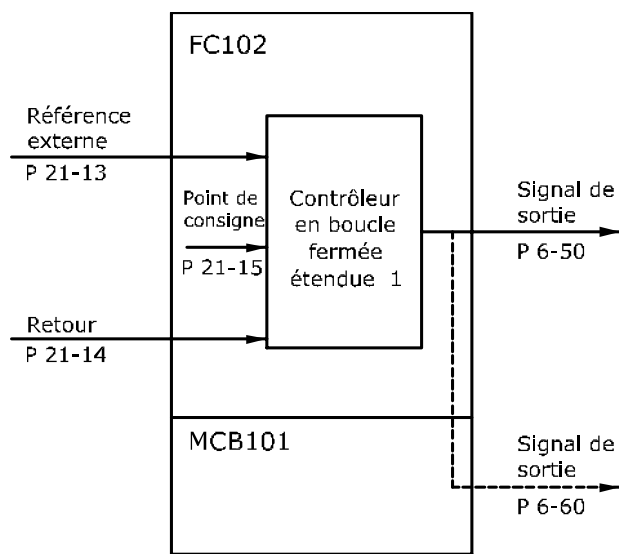 FC102
Référence
externe
P 21-13
Point de
consigne
P 21-15
Contrôleur
en boucle
fermée
étendue 1
Signal de
sortie
P 6-50
Retour
P 21-14
MCB101
Signal de
sortie
P 6-60